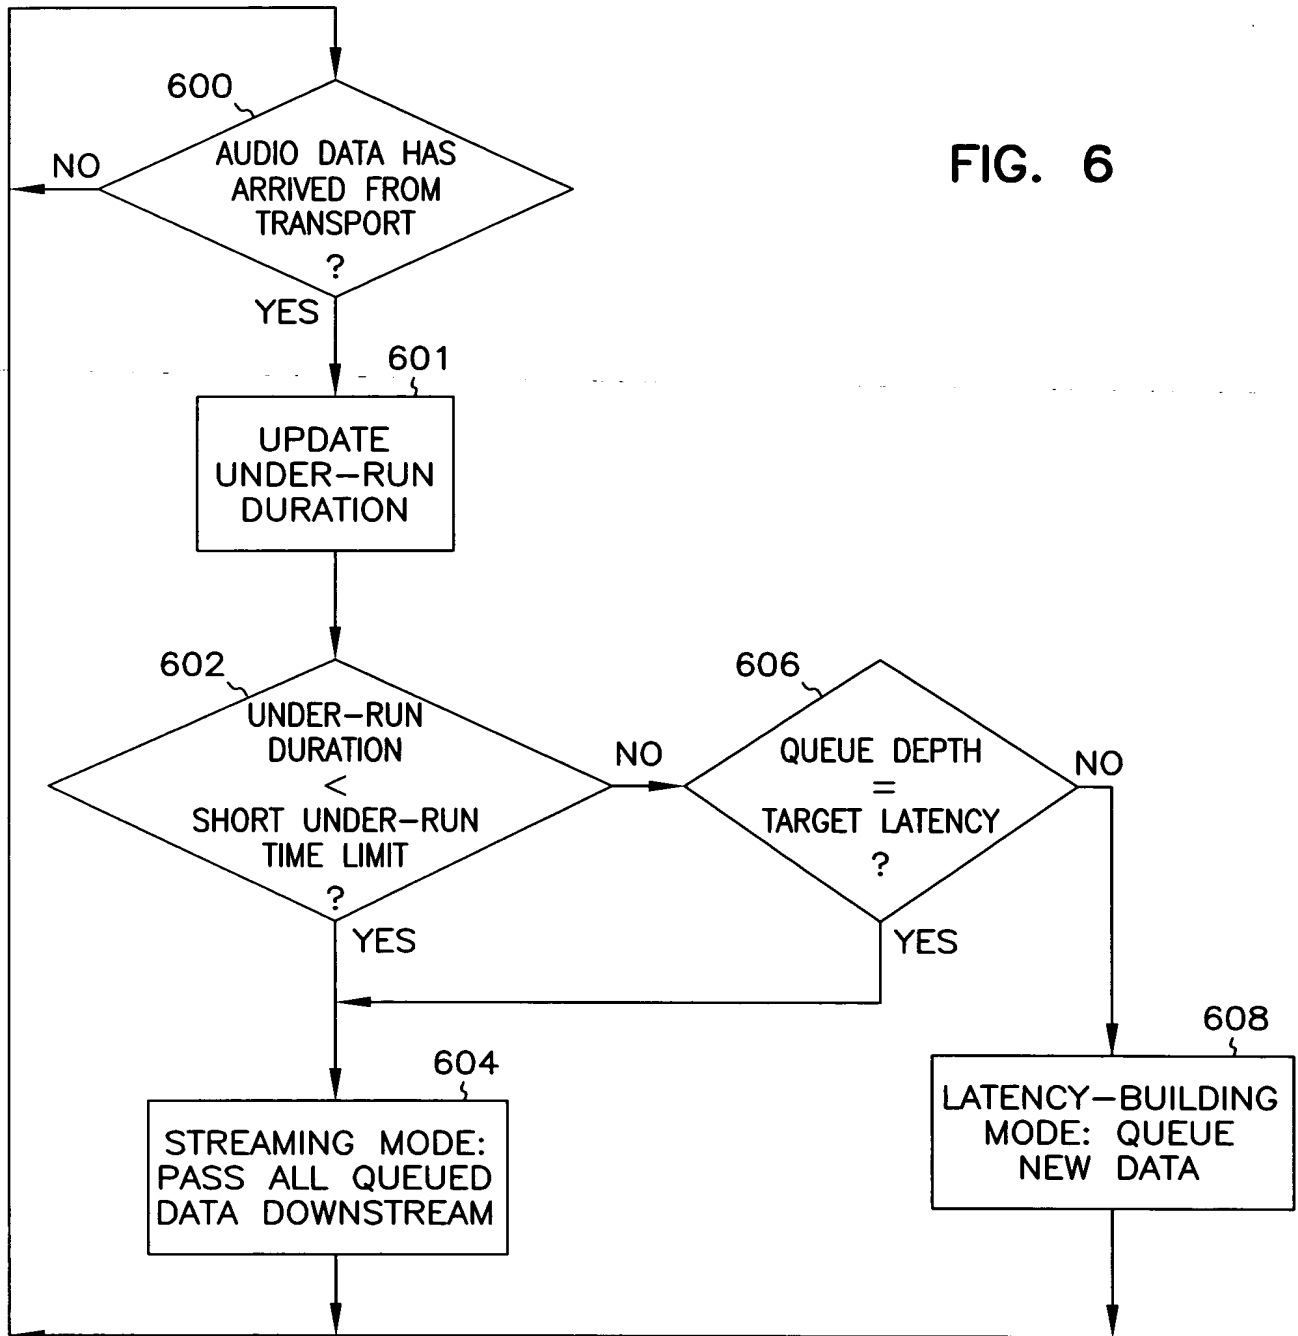 600
AUDIO DATA HAS
ARRIVED FROM
TRANSPORT
?
NO
YES
FIG. 6
601
UPDATE
UNDER-RUN
DURATION
602
UNDER-RUN
DURATION
<
SHORT UNDER-RUN
TIME LIMIT
?
NO
YES
606
QUEUE DEPTH
=
TARGET LATENCY
?
NO
YES
604
STREAMING MODE:
PASS ALL QUEUED
DATA DOWNSTREAM
608
LATENCY-BUILDING
MODE: QUEUE
NEW DATA